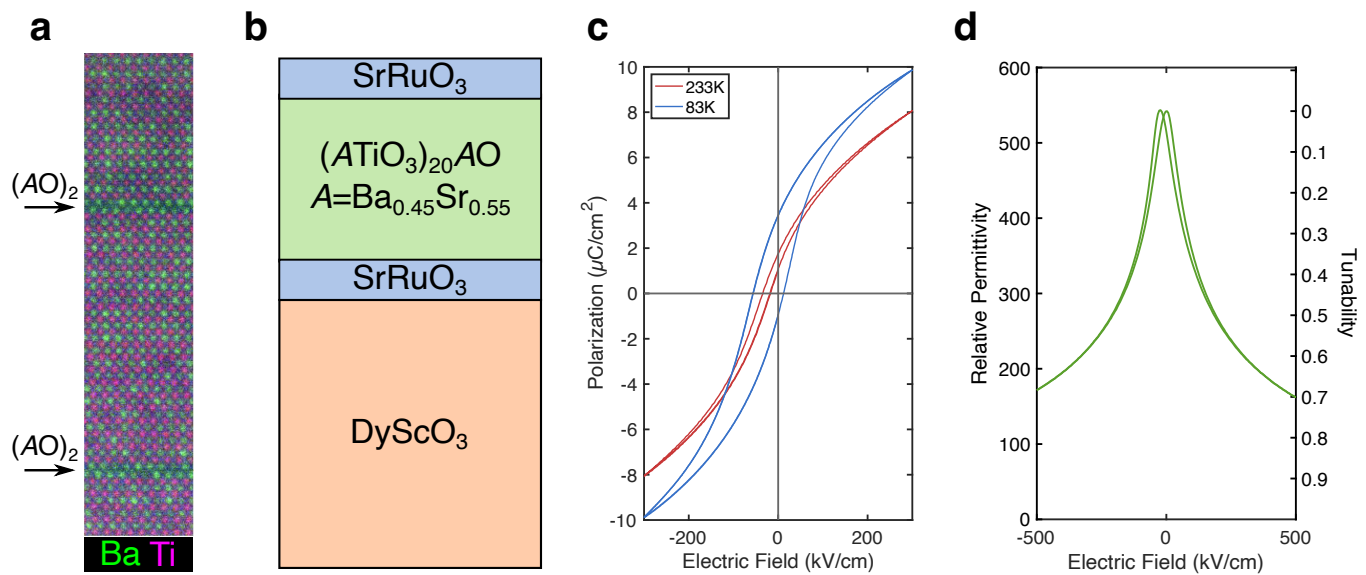 a
(AO)₂
(AO)₂
Ba Ti
b
SrRuO₃
(ATiO₃)₂₀AO
A=Ba₀.₄₅Sr₀.₅₅
SrRuO₃
DyScO₃
c
233K
83K
10
8
6
4
2
0
-2
-4
-6
-8
-10
Polarization (µC/cm²)
-200
0
200
Electric Field (kV/cm)
d
600
500
400
300
200
100
0
Relative Permittivity
0
0.1
0.2
0.3
0.4
0.5
0.6
0.7
0.8
0.9
Tunability
-500
0
500
Electric Field (kV/cm)